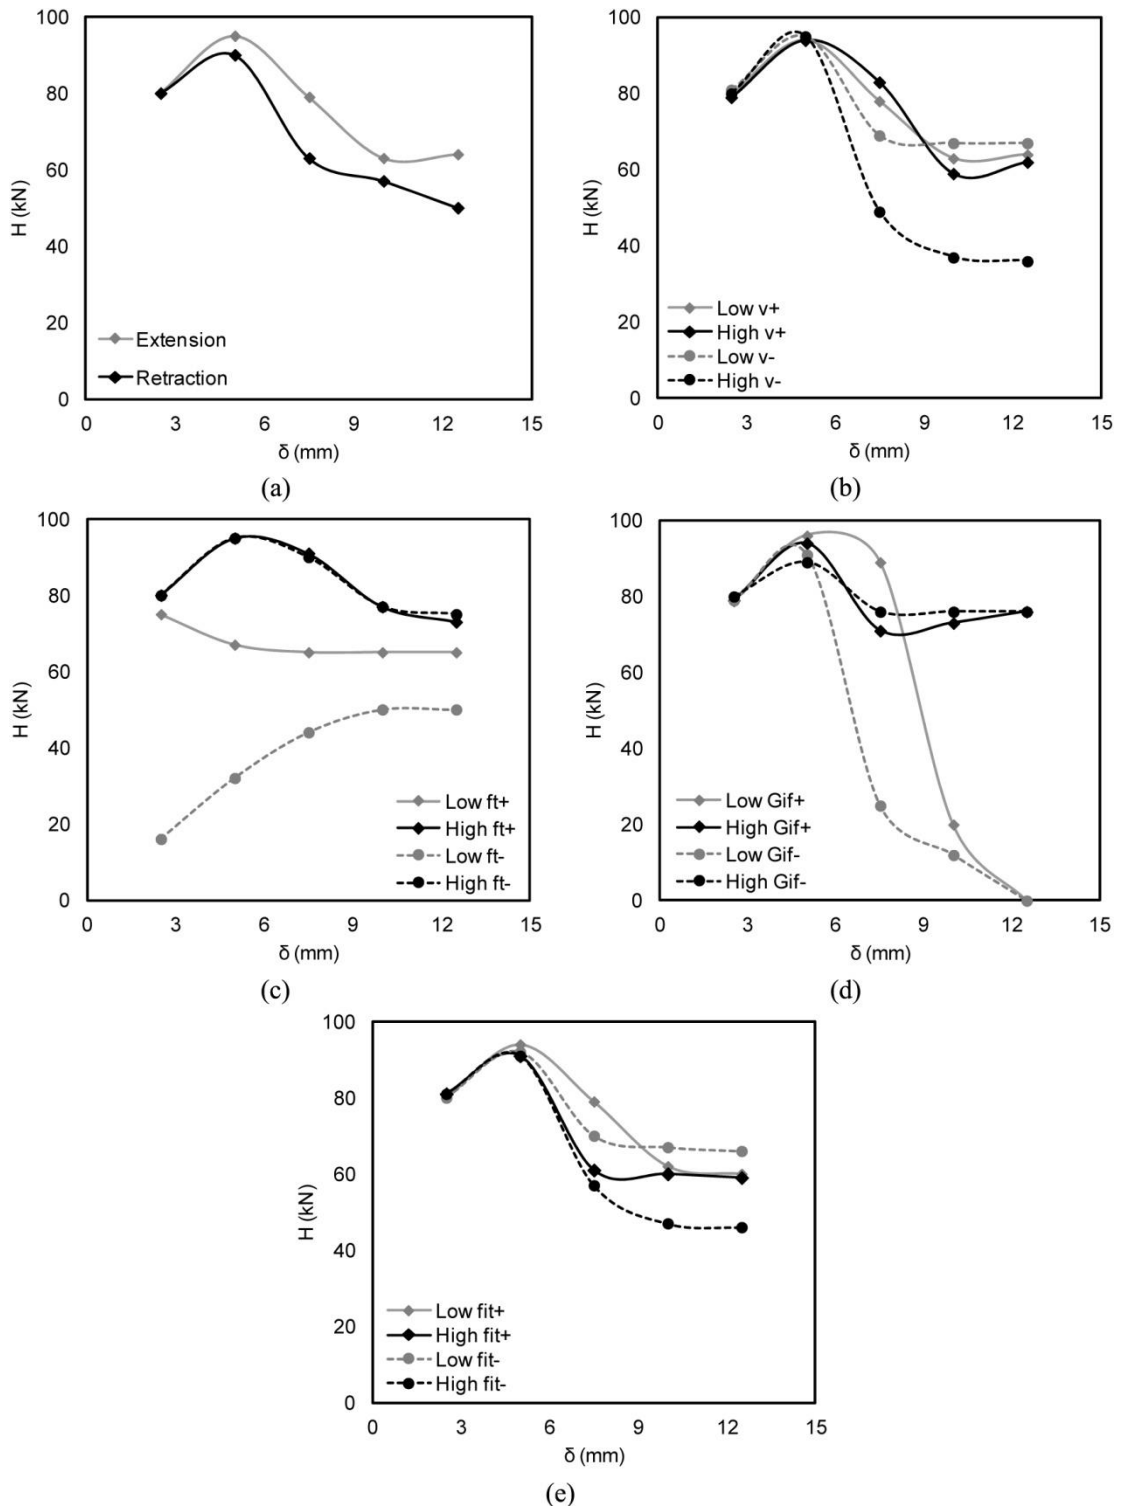 100
80
60
40
20
0
H (kN)
Extension
Retraction
0 3 6 9 12 15
δ (mm)
(a)
100
80
60
40
20
0
H (kN)
Low v+
High v+
Low v-
High v-
0 3 6 9 12 15
δ (mm)
(b)
100
80
60
40
20
0
H (kN)
Low ft+
High ft+
Low ft-
High ft-
0 3 6 9 12 15
δ (mm)
(c)
100
80
60
40
20
0
H (kN)
Low Gif+
High Gif+
Low Gif-
High Gif-
0 3 6 9 12 15
δ (mm)
(d)
100
80
60
40
20
0
H (kN)
Low fit+
High fit+
Low fit-
High fit-
0 3 6 9 12 15
δ (mm)
(e)